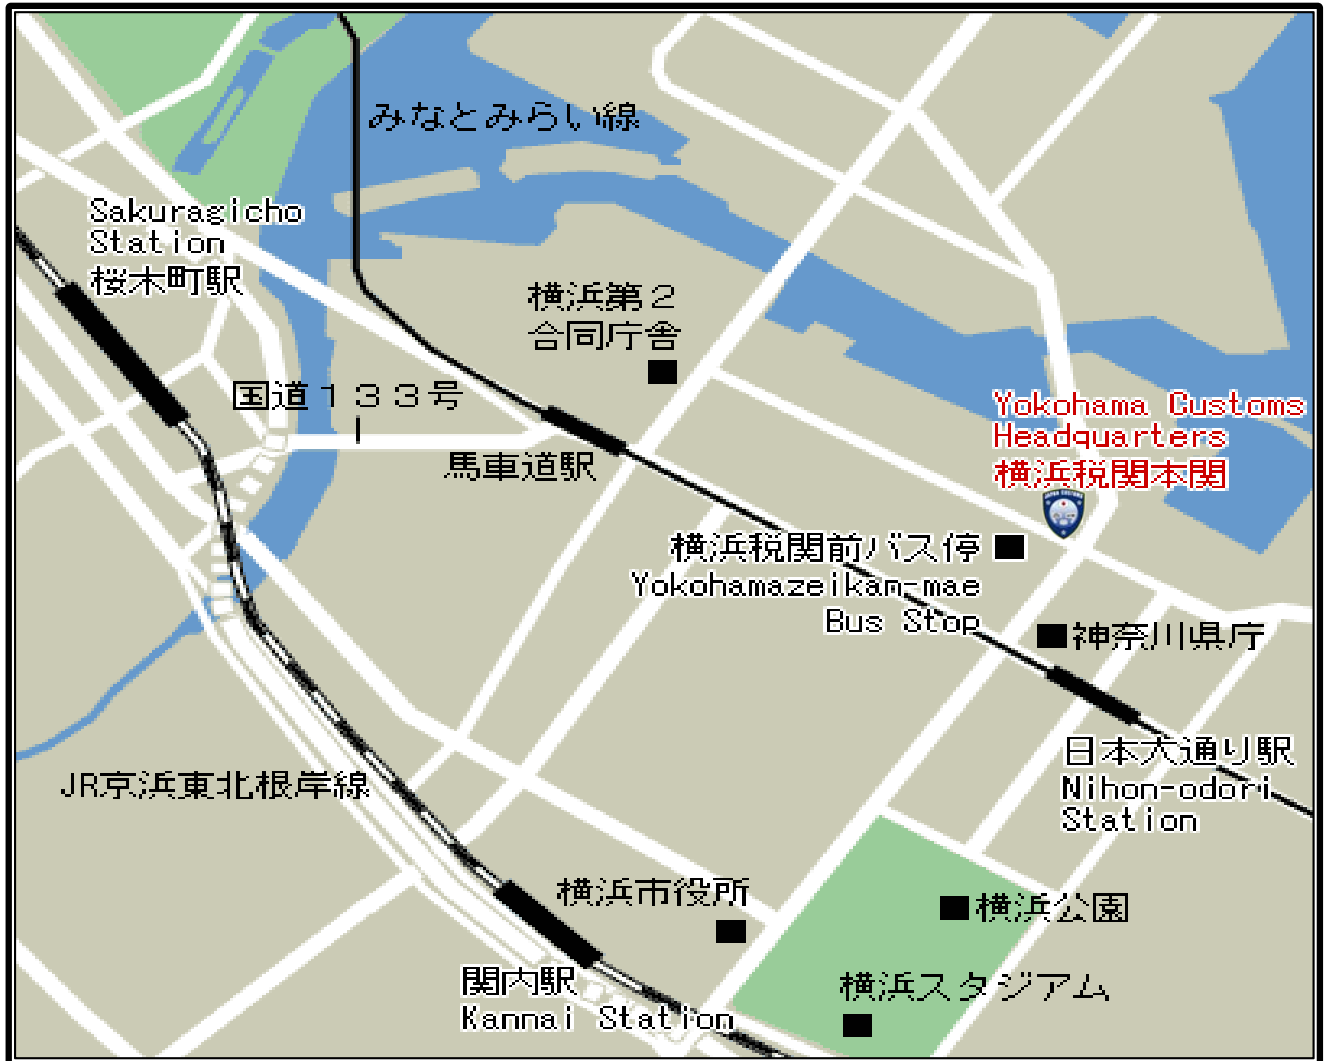 みなとみらい線
Sakuragicho
Station
桜木町駅
横浜第２
合同庁舎
国道１３３号
馬車道駅
Yokohama Customs
Headquarters
横浜税関本関
JAPAN CUSTOMS
横浜税関前バス停
Yokohamazeikan-mae
Bus Stop
神奈川県庁
日本大通り駅
Nihon-odori
Station
JR京浜東北根岸線
横浜市役所
横浜公園
関内駅
Kannai Station
横浜スタジアム